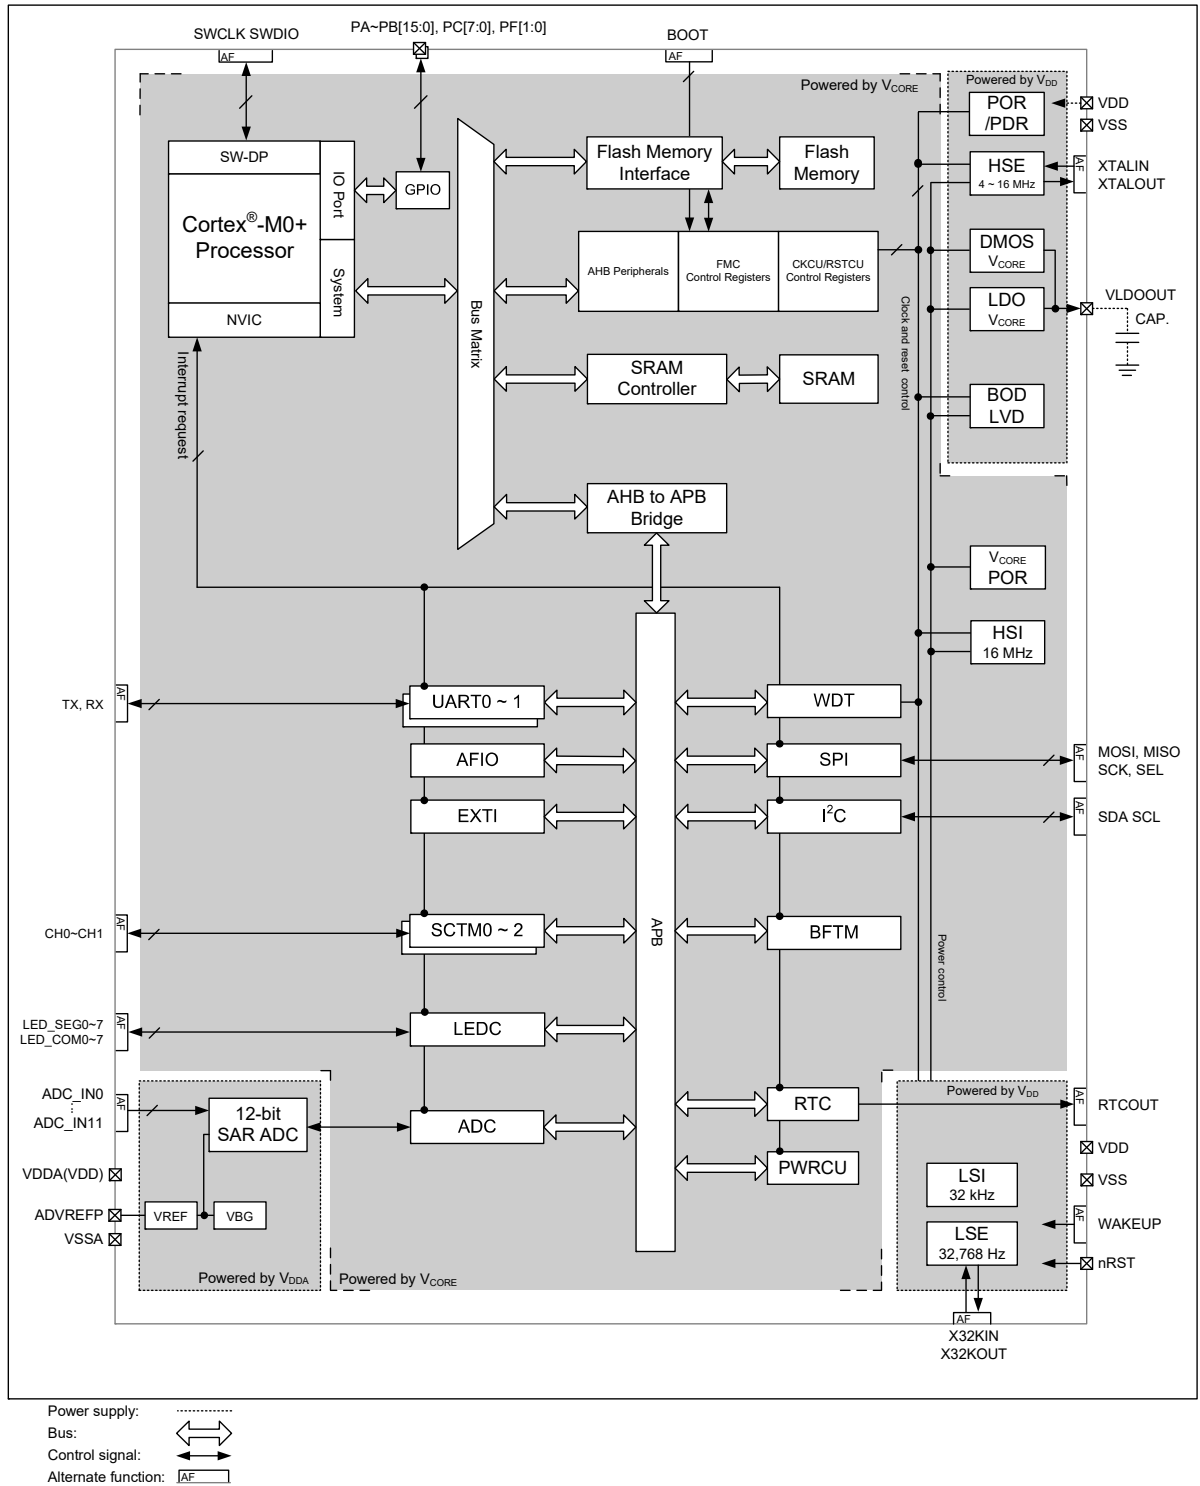 SWCLK SWDIO
PA~PB[15:0], PC[7:0], PF[1:0]
BOOT
AF
AF
Powered by VCORE
Powered by VDD
POR
/PDR
VDD
VSS
SW-DP
IO Port
GPIO
Flash Memory
Interface
Flash
Memory
HSE
4 ~ 16 MHz
AF
XTALIN
XTALOUT
Cortex®-M0+
Processor
System
NVIC
Bus Matrix
AHB Peripherals
FMC
Control Registers
CKCU/RSTCU
Control Registers
DMOS
VCORE
LDO
VCORE
VLDOOUT
CAP.
Clock and reset control
Interrupt request
SRAM
Controller
SRAM
BOD
LVD
AHB to APB
Bridge
VCORE
POR
HSI
16 MHz
TX, RX
AF
UART0 ~ 1
WDT
AFIO
SPI
AF
MOSI, MISO
SCK, SEL
EXTI
I2C
AF
SDA SCL
CH0~CH1
AF
SCTM0 ~ 2
APB
BFTM
Power control
LED_SEG0~7
LED_COM0~7
AF
LEDC
ADC_IN0
ADC_IN11
AF
12-bit
SAR ADC
ADC
RTC
Powered by VDD
AF
RTCOUT
VDDA(VDD)
PWRCU
VDD
LSI
32 kHz
VSS
ADVREFP
VREF
VBG
VSSA
LSE
32,768 Hz
AF
WAKEUP
nRST
Powered by VDDA
Powered by VCORE
AF
X32KIN
X32KOUT
Power supply:
Bus:
Control signal:
Alternate function: AF